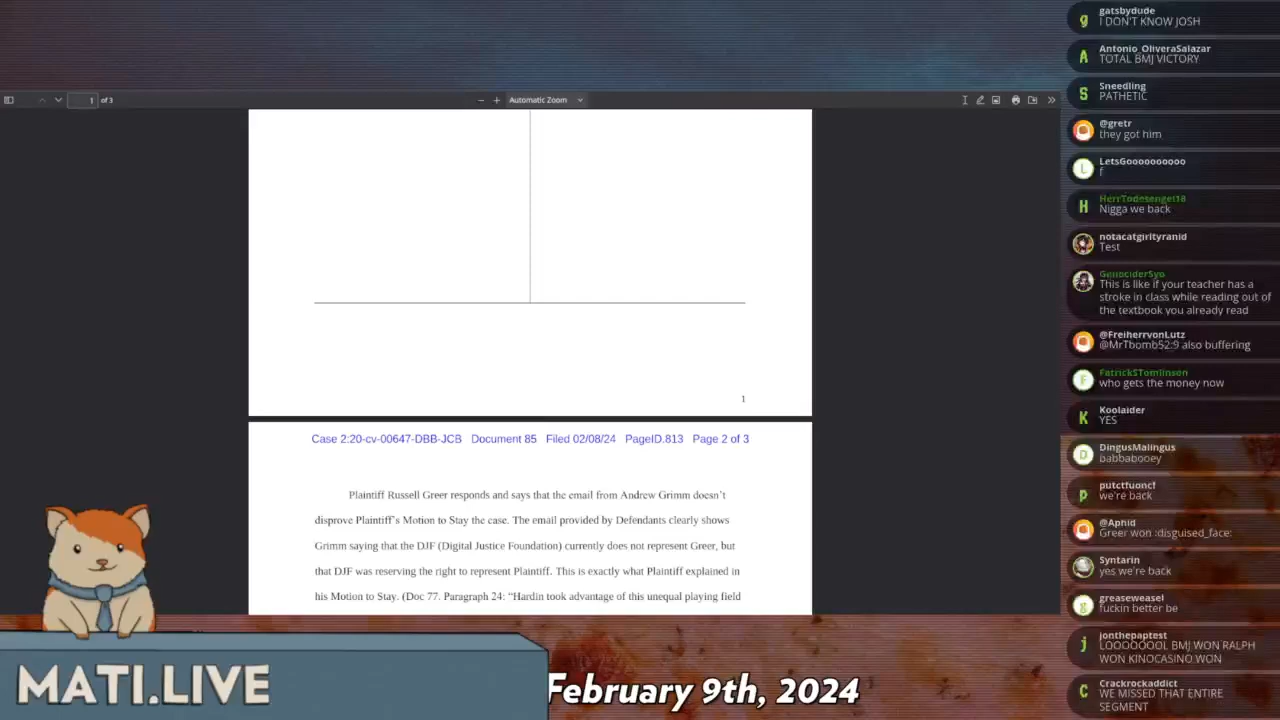 1 of 3
Automatic Zoom
1
Case 2:20-cv-00647-DBB-JCB Document 85 Filed 02/08/24 PageID.813 Page 2 of 3
Plaintiff Russell Greer responds and says that the email from Andrew Grimm doesn't
disprove Plaintiff's Motion to Stay the case. The email provided by Defendants clearly shows
Grimm saying that the DJF (Digital Justice Foundation) currently does not represent Greer, but
that DJF was reserving the right to represent Plaintiff. This is exactly what Plaintiff explained in
his Motion to Stay. (Doc 77. Paragraph 24: "Hardin took advantage of this unequal playing field
MATI.LIVE
February 9th, 2024
g
gatsbydude
I DON'T KNOW JOSH
A
Antonio_OliveraSalazar
TOTAL BMJ VICTORY
S
Sneedling
PATHETIC
@gretr
they got him
L
LetsGoooooooooo
f
H
HerrTodesengel18
Nigga we back
notacatgirltyranid
Test
GenociderSyo
This is like if your teacher has a
stroke in class while reading out of
the textbook you already read
@FreiherrvonLutz
@MrTbomb52:9 also buffering
F
PatrickSTomlinson
who gets the money now
K
Koolaider
YES
D
DingusMalingus
babbabooey
p
putctfuoncf
we're back
@Aphid
Greer won :disguised_face:
Syntarin
yes we're back
g
greaseweasel
fuckin better be
j
jonthepaptest
LOOOOOOOL BMJ WON RALPH
WON KINOCASINO WON
C
Crackrockaddict
WE MISSED THAT ENTIRE
SEGMENT